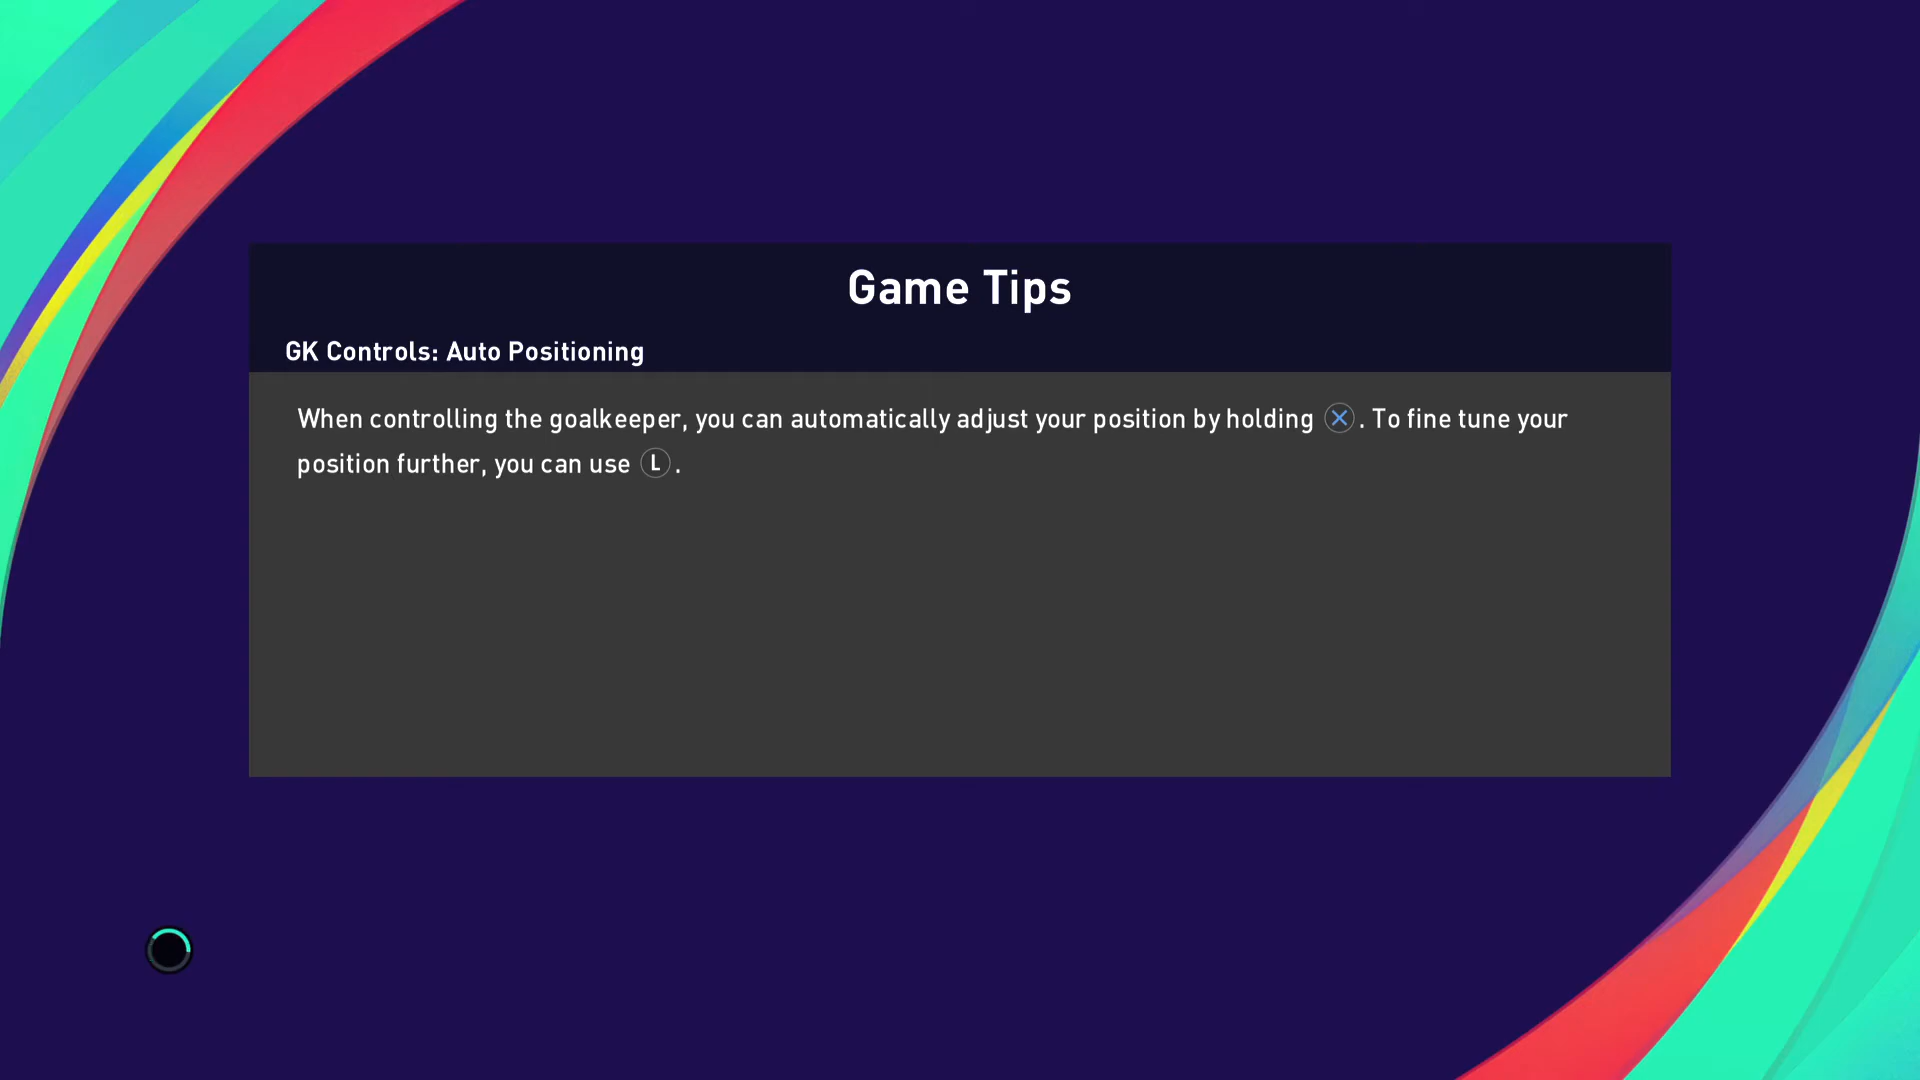 Game Tips
GK Controls: Auto Positioning
When controlling the goalkeeper, you can automatically adjust your position by holding ⓧ. To fine tune your
position further, you can use Ⓛ.